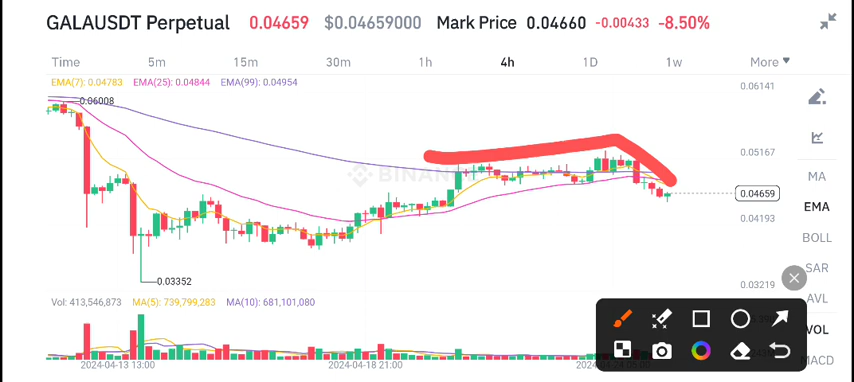 GALAUSDT Perpetual 0.04659 $0.04659000 Mark Price 0.04660 -0.00433 -8.50%
Time 5m 15m 30m 1h 4h 1D 1w More
EMA(7): 0.04783 EMA(25): 0.04844 EMA(99): 0.04954
0.06141
0.06008
0.05167
MA
0.04659
EMA
0.04193
BOLL
SAR
0.03352
0.03219
AVL
Vol: 413,546,873 MA(5): 739,799,283 MA(10): 681,101,080
VOL
MACD
2024-04-13 13:00 2024-04-18 21:00